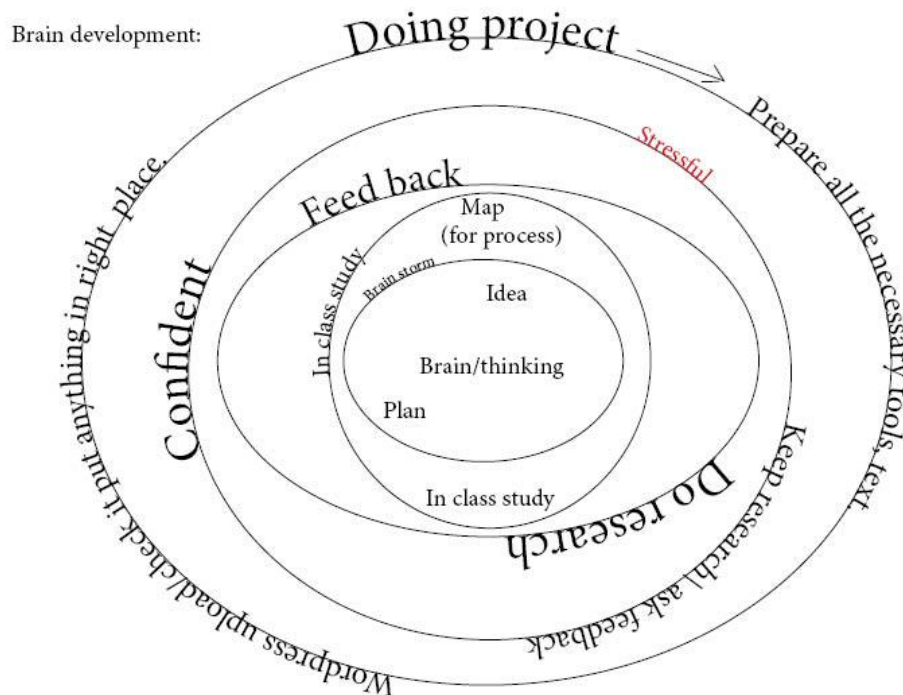 Brain development:
Doing project
Prepare all the necessary tools, text.
Wordpress upload/check it put anything in right place.
Stressful
Keep research\ ask feedback
Confident
Feed back
Do research
Map
(for process)
In class study
In class study
Brain storm
Idea
Brain/thinking
Plan